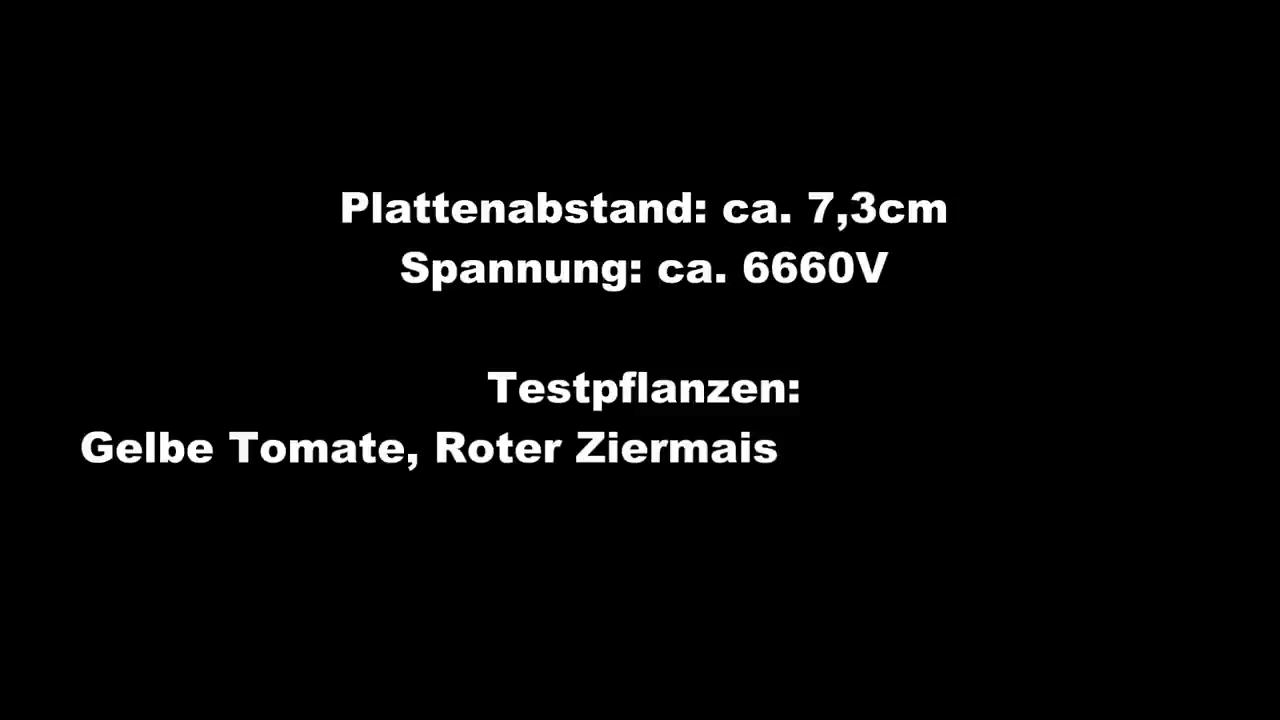 Plattenabstand: ca. 7,3cm
Spannung: ca. 6660V
Testpflanzen:
Gelbe Tomate, Roter Ziermais